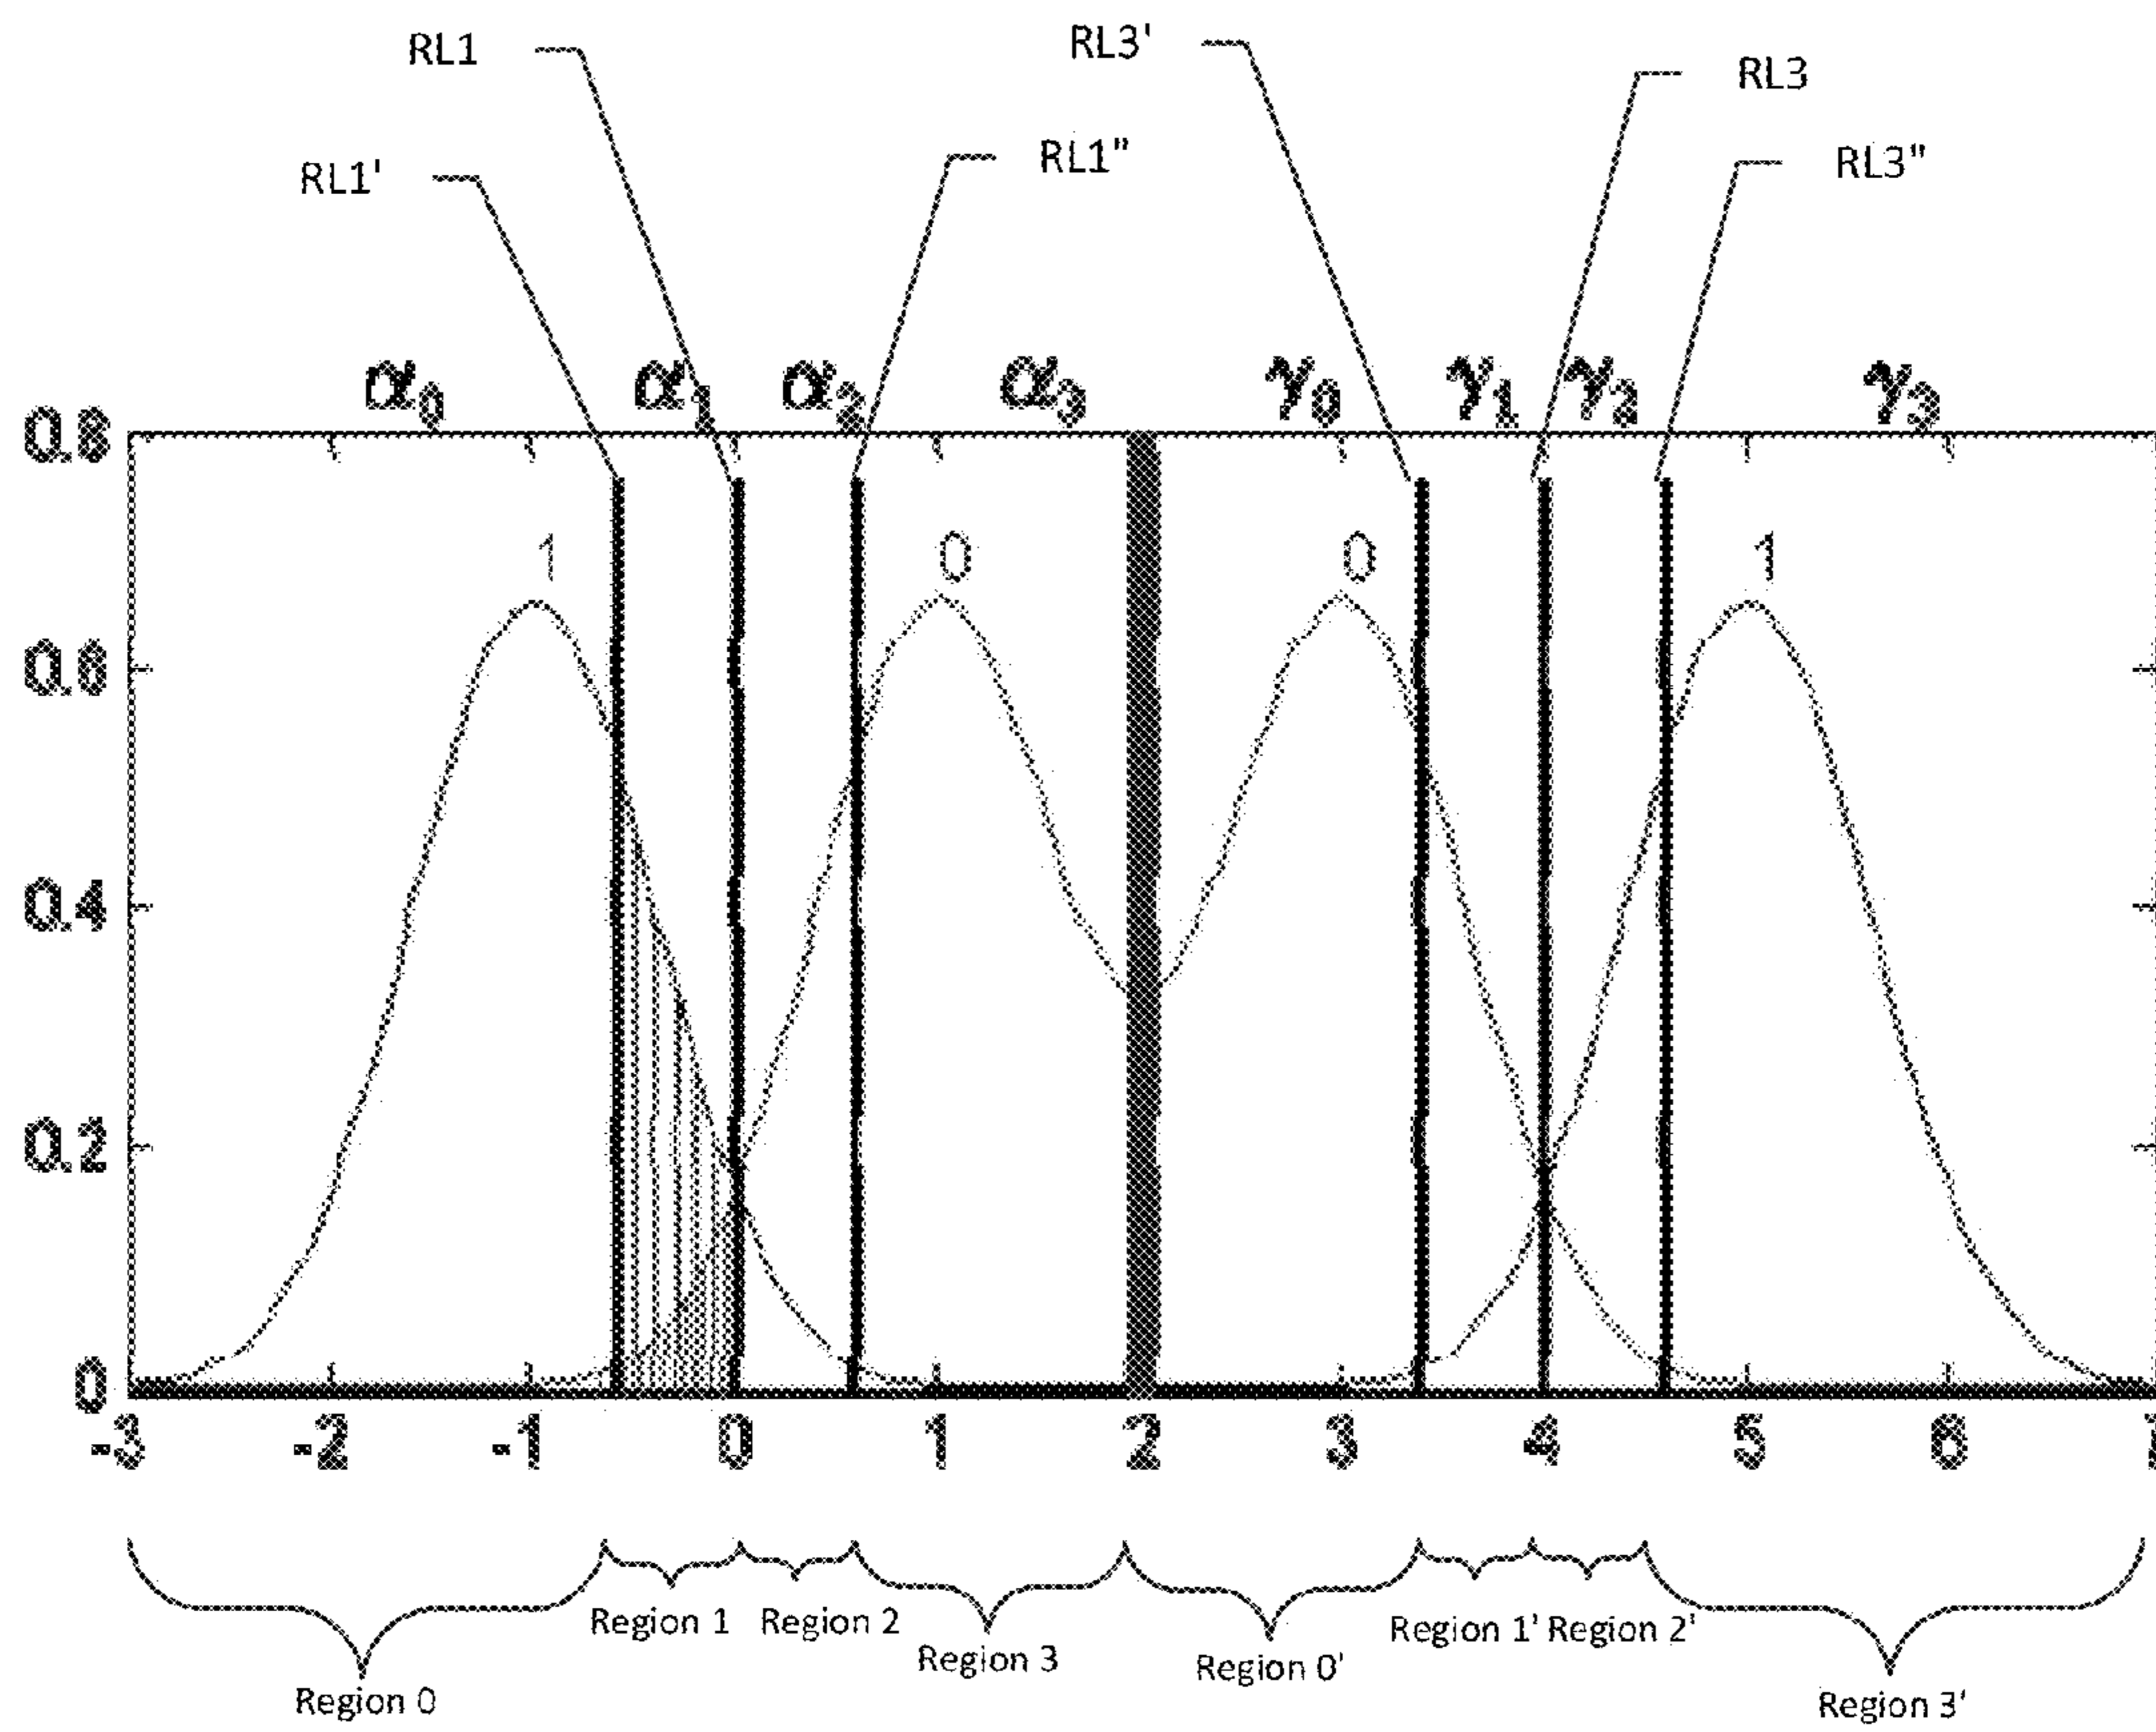 RL1
RL3'
RL3
RL1'
RL1"
RL3"
α0 α1 α2 α3 γ0 γ1 γ2 γ3
0.8
1 0 0 1
0.6
0.4
0.2
0
-3 -2 -1 0 1 2 3 4 5 6
Region 1 Region 2 Region 1' Region 2'
Region 3 Region 0'
Region 0 Region 3'